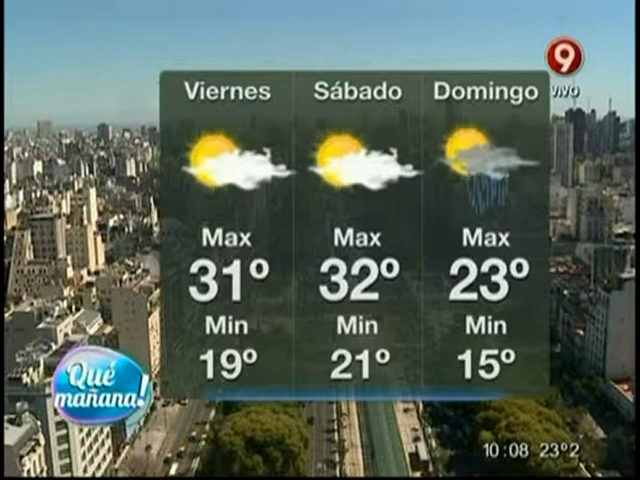 9
VIVO
Viernes Sábado Domingo
Max Max Max
31º 32º 23º
Min Min Min
19º 21º 15º
Qué
mañana!
10:08 23º2